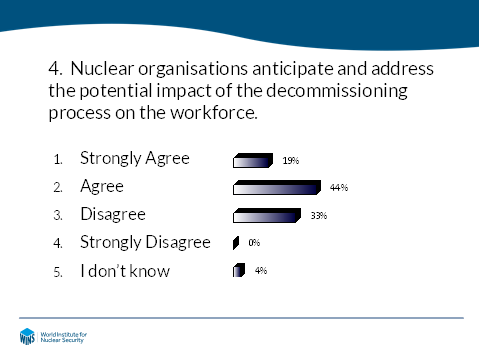 4. Nuclear organisations anticipate and address
the potential impact of the decommissioning
process on the workforce.
1. Strongly Agree 19%
2. Agree 44%
3. Disagree 33%
4. Strongly Disagree 0%
5. I don't know 4%
WINS World Institute for
Nuclear Security